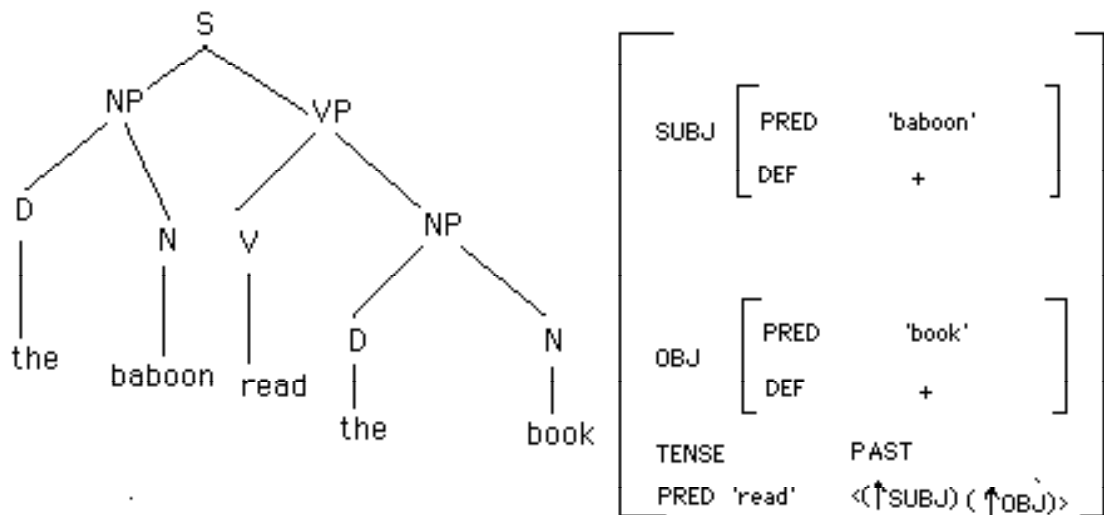 S
NP VP
D N V NP
the baboon read D N
the book
SUBJ PRED 'baboon'
DEF +
OBJ PRED 'book'
DEF +
TENSE PAST
PRED 'read' <(↑SUBJ) (↑OBJ)>